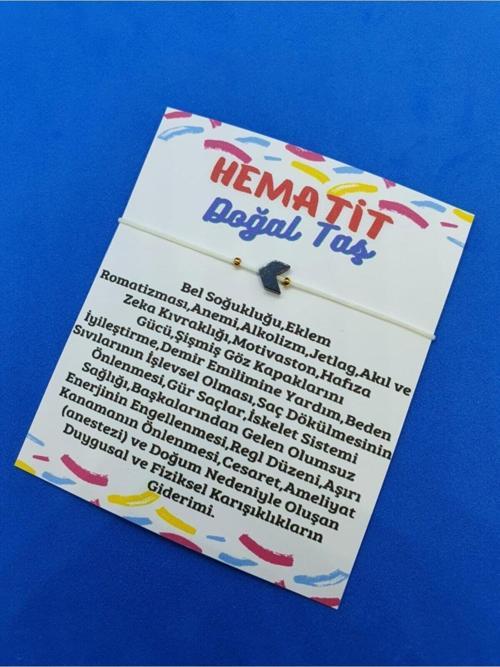 HEMATİT
Doğal Taş
Bel Soğukluğu,Eklem
Romatizması,Anemi,Alkolizm,Jetlag,Akıl ve
Zeka Kıvraklığı,Motivaston,Hafıza
Gücü,Şişmiş Göz Kapaklarını
İyileştirme,Demir Emilimine Yardım,Beden
Sıvılarının İşlevsel Olması,Saç Dökülmesinin
Önlenmesi,Gür Saçlar,İskelet Sistemi
Sağlığı,Başkalarından Gelen Olumsuz
Enerjinin Engellenmesi,Regl Düzeni,Aşırı
Kanamanın Önlenmesi,Cesaret,Ameliyat
(anestezi) ve Doğum Nedeniyle Oluşan
Duygusal ve Fiziksel Karışıklıkların
Giderimi.